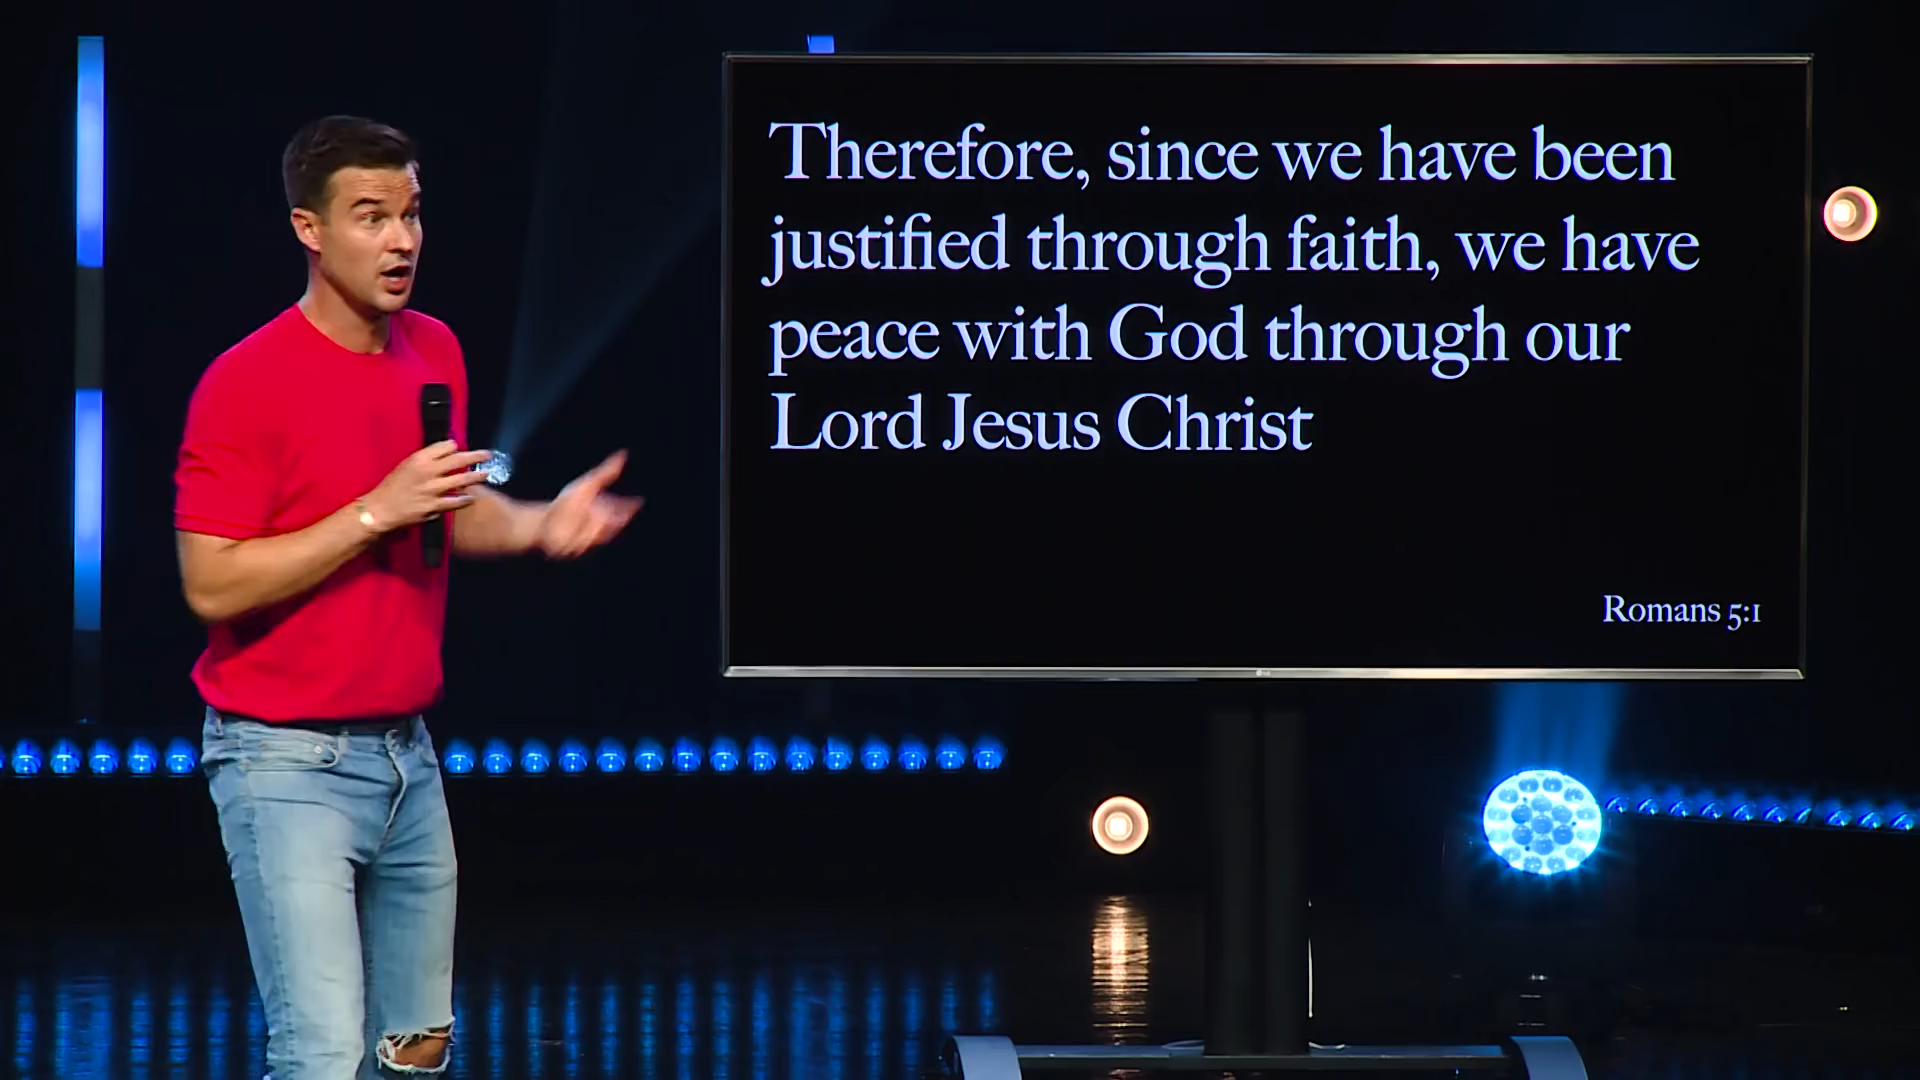 Therefore, since we have been
justified through faith, we have
peace with God through our
Lord Jesus Christ
Romans 5:1